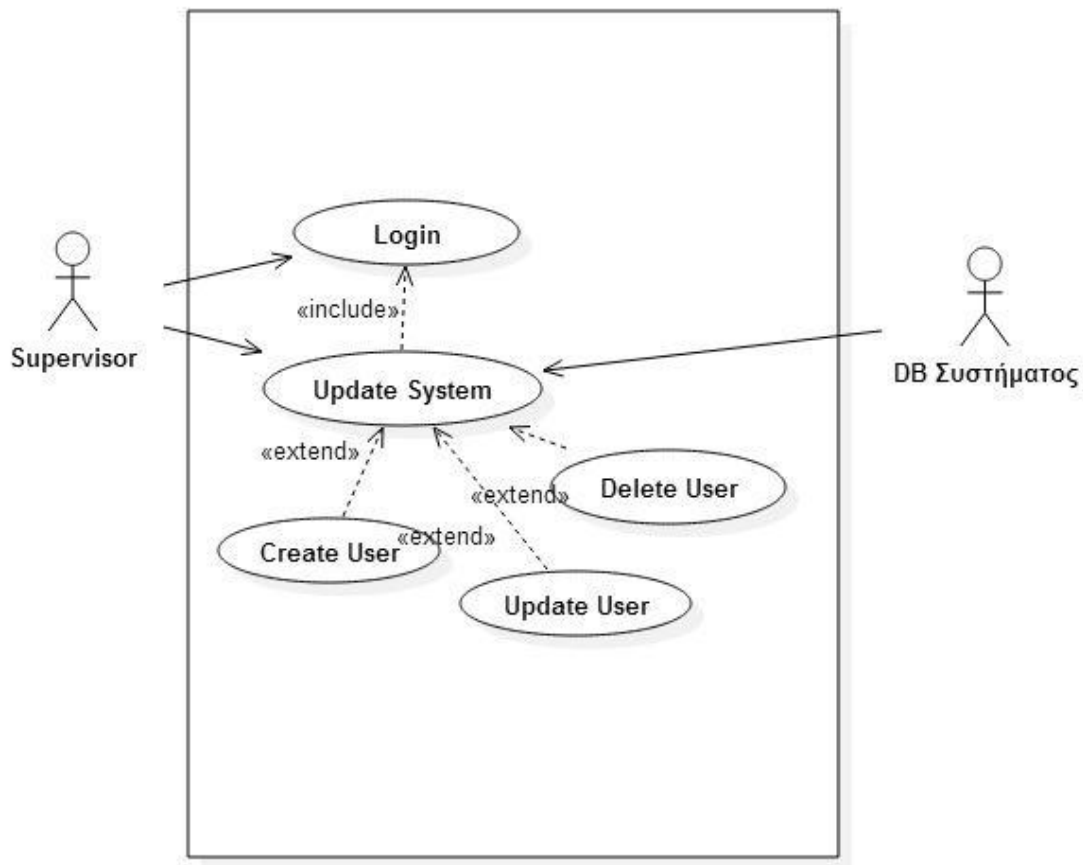 Login
«include»
Supervisor
Update System
DB Συστήματος
«extend»
Delete User
«extend»
«extend»
Create User
Update User